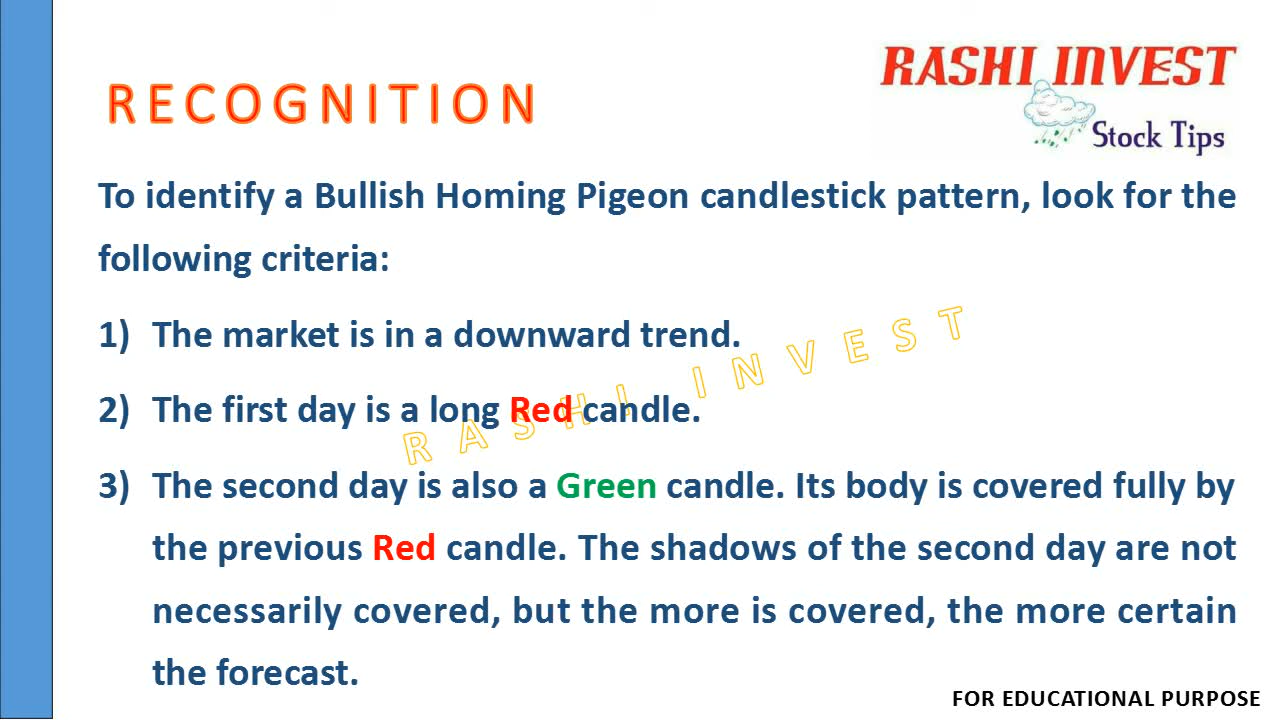 RASHI INVEST
Stock Tips
RECOGNITION
To identify a Bullish Homing Pigeon candlestick pattern, look for the
following criteria:
1) The market is in a downward trend.
2) The first day is a long Red candle.
3) The second day is also a Green candle. Its body is covered fully by
the previous Red candle. The shadows of the second day are not
necessarily covered, but the more is covered, the more certain
the forecast.
RASHI INVEST
FOR EDUCATIONAL PURPOSE